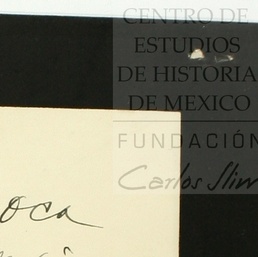 CENTRO DE
ESTUDIOS
DE HISTORIA
DE MEXICO
FUNDACIÓN
Carlos Slim
oca